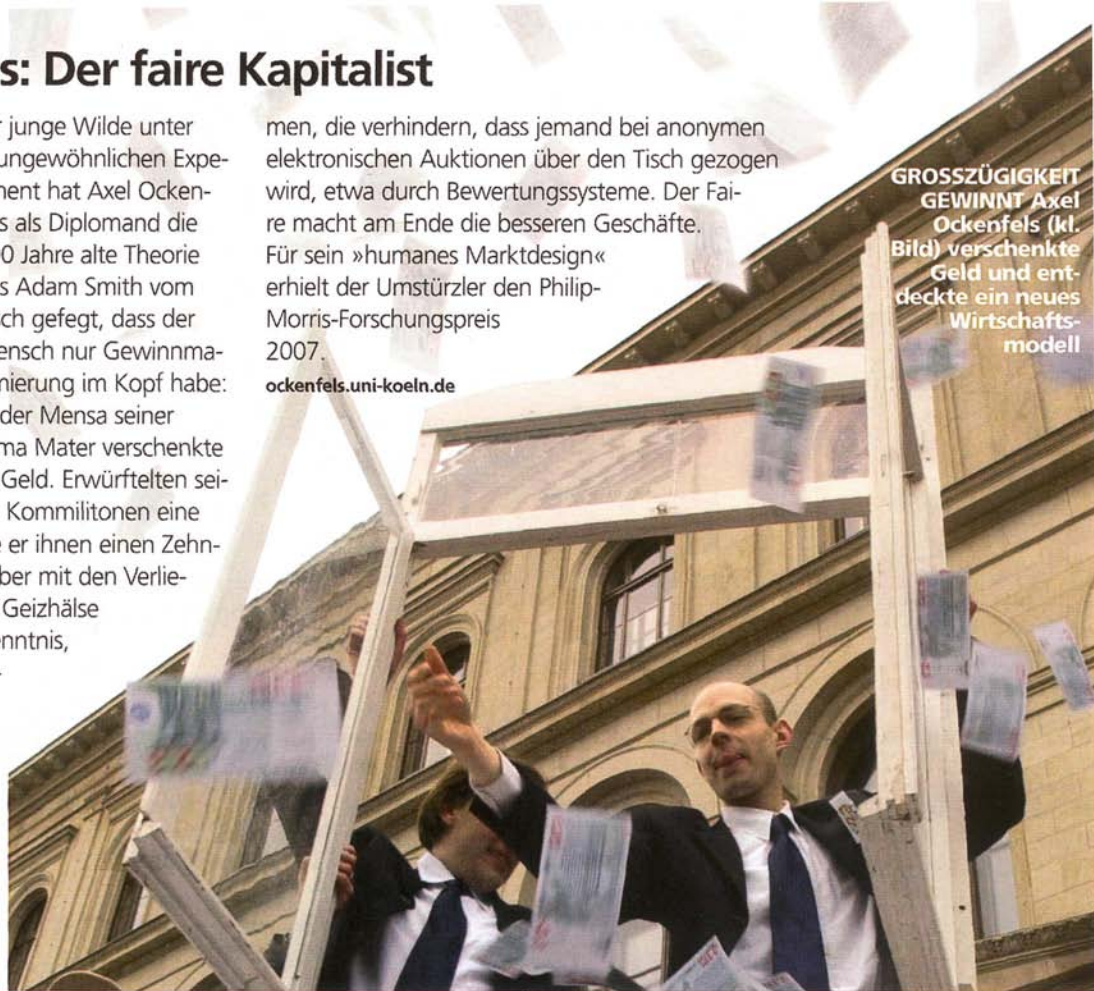 s: Der faire Kapitalist
r junge Wilde unter
ungewöhnlichen Expe-
nent hat Axel Ocken-
s als Diplomand die
0 Jahre alte Theorie
s Adam Smith vom
sch gefegt, dass der
ensch nur Gewinnma-
mierung im Kopf habe:
der Mensa seiner
ma Mater verschenkte
Geld. Erwürftelten sei-
Kommilitonen eine
e er ihnen einen Zehn-
ber mit den Verlie-
Geizhälse
enntnis,
men, die verhindern, dass jemand bei anonymen
elektronischen Auktionen über den Tisch gezogen
wird, etwa durch Bewertungssysteme. Der Fai-
re macht am Ende die besseren Geschäfte.
Für sein »humanes Marktdesign«
erhielt der Umstürzler den Philip-
Morris-Forschungspreis
2007.
ockenfels.uni-koeln.de
GROSSZÜGIGKEIT
GEWINNT Axel
Ockenfels (kl.
Bild) verschenkte
Geld und ent-
deckte ein neues
Wirtschafts-
modell